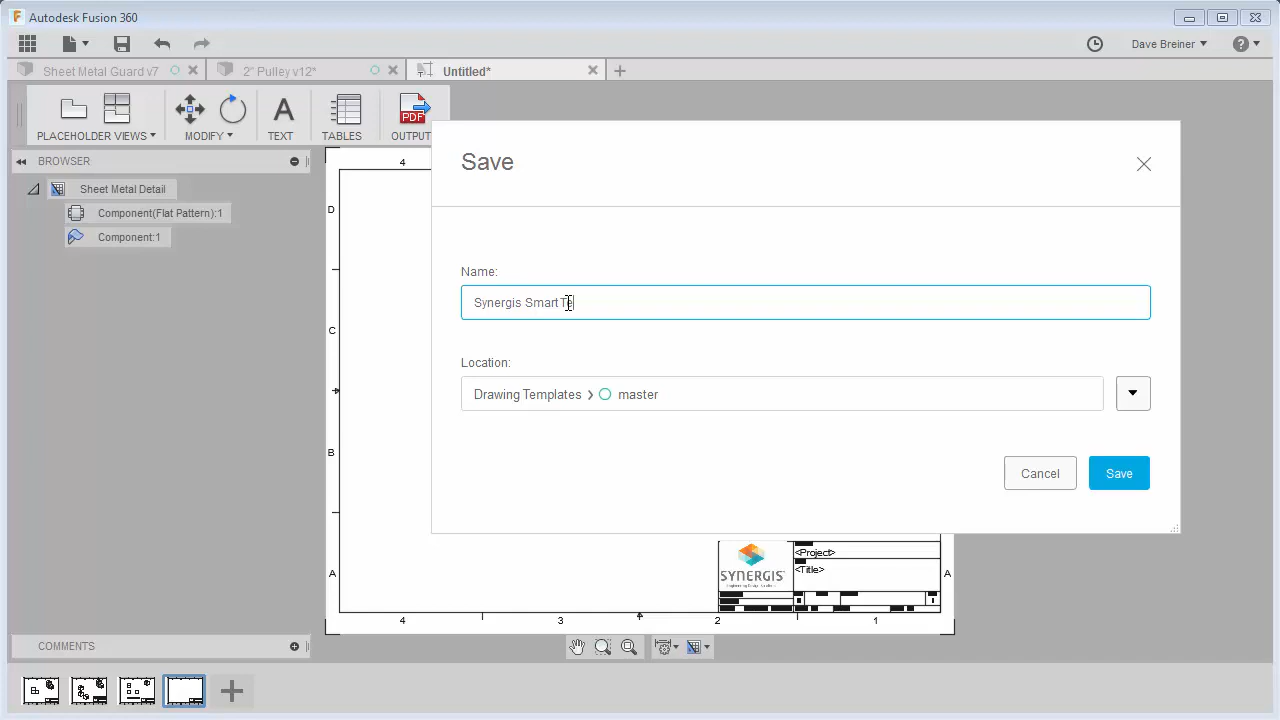 Autodesk Fusion 360
Dave Breiner
Sheet Metal Guard v7
2" Pulley v12*
Untitled*
PLACEHOLDER VIEWS
MODIFY
TEXT
TABLES
OUTPU
PDF
BROWSER
Sheet Metal Detail
Component(Flat Pattern):1
Component:1
Save
Name:
Synergis Smart Te
Location:
Drawing Templates > master
Cancel
Save
4
D
C
B
A
SYNERGIS
<Project>
<Title>
A
4
3
2
1
COMMENTS